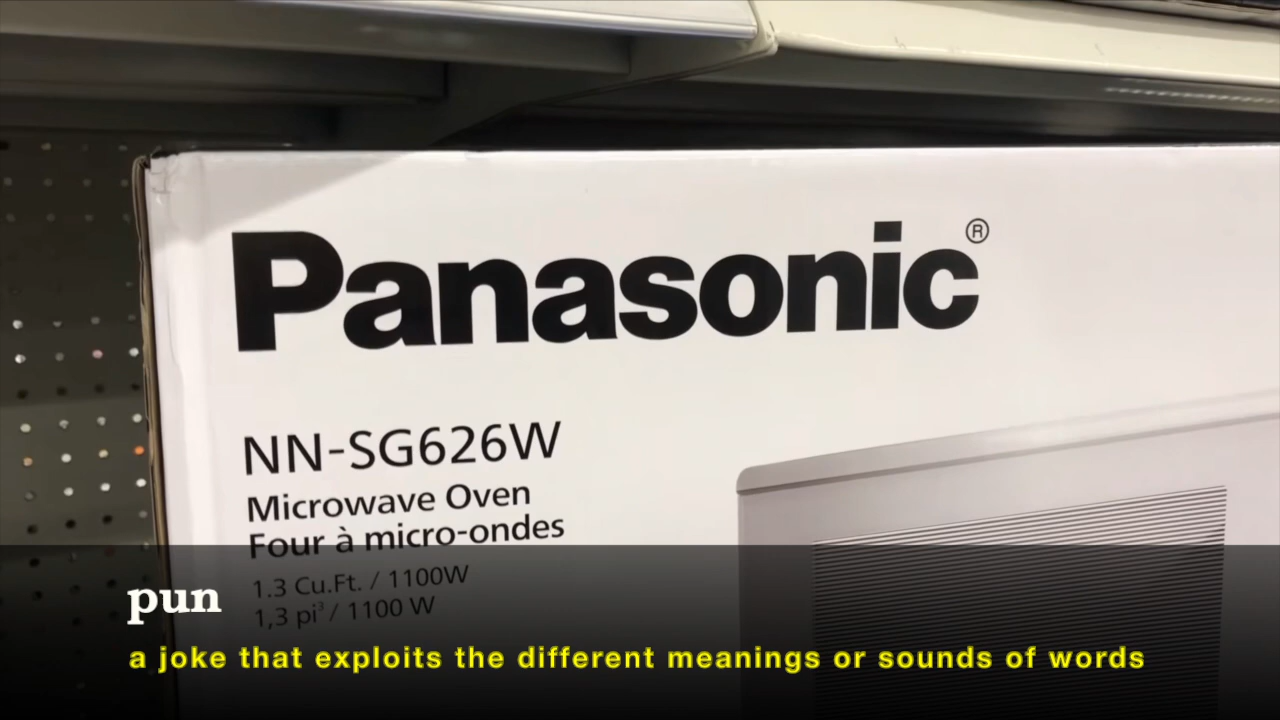 Panasonic®
NN-SG626W
Microwave Oven
Four à micro-ondes
1.3 Cu.Ft. / 1100W
1,3 pi³ / 1100 W
pun
a joke that exploits the different meanings or sounds of words